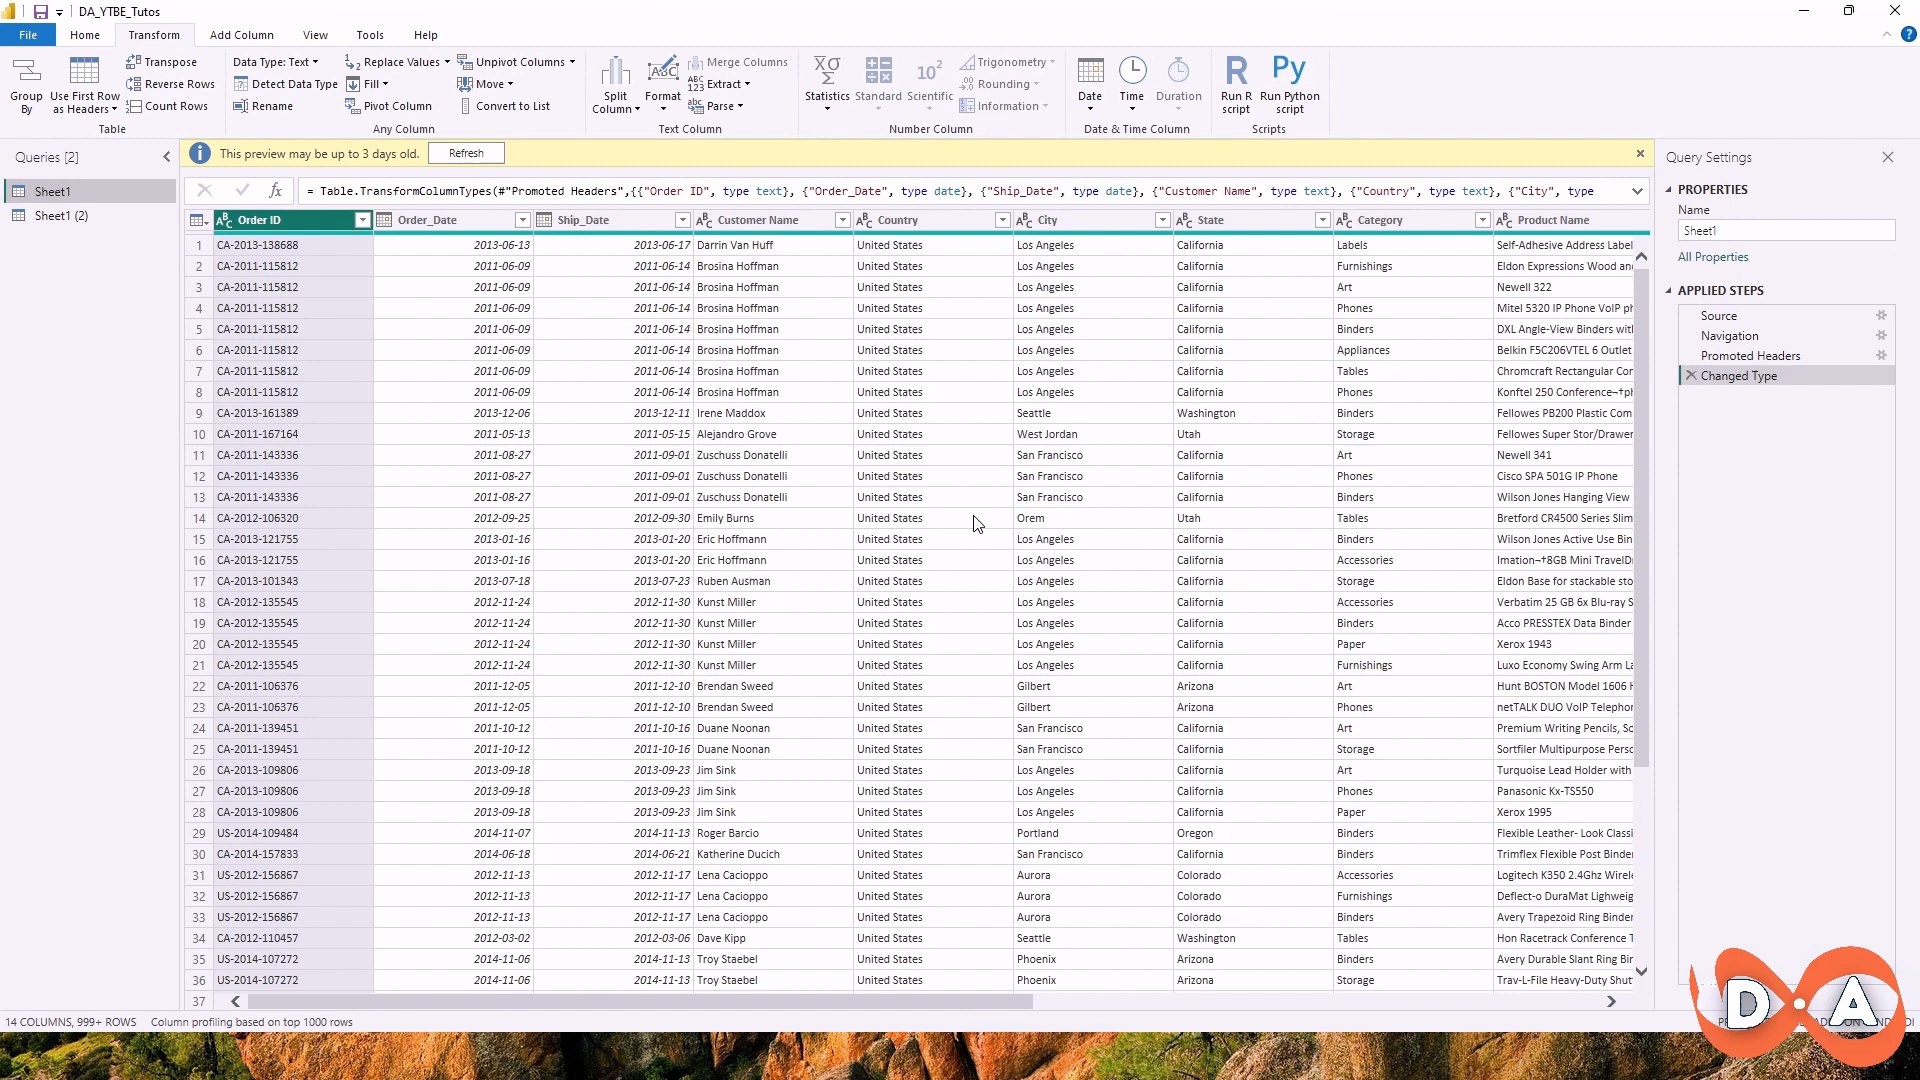 DA_YTBE_Tutos
File Home Transform Add Column View Tools Help
Group By
Use First Row as Headers
Transpose
Reverse Rows
Count Rows
Table
Data Type: Text
Detect Data Type
Rename
Replace Values
Fill
Pivot Column
Unpivot Columns
Move
Convert to List
Any Column
Split Column
Format
Merge Columns
Extract
Parse
Text Column
Statistics
Standard
Scientific
Trigonometry
Rounding
Information
Number Column
Date
Time
Duration
Date & Time Column
Run R script
Run Python script
Scripts
Queries [2]
Sheet1
Sheet1 (2)
This preview may be up to 3 days old. Refresh
= Table.TransformColumnTypes(#"Promoted Headers",{{"Order ID", type text}, {"Order_Date", type date}, {"Ship_Date", type date}, {"Customer Name", type text}, {"Country", type text}, {"City", type
Order ID Order_Date Ship_Date Customer Name Country City State Category Product Name
1 CA-2013-138688 2013-06-13 2013-06-17 Darrin Van Huff United States Los Angeles California Labels Self-Adhesive Address Label
2 CA-2011-115812 2011-06-09 2011-06-14 Brosina Hoffman United States Los Angeles California Furnishings Eldon Expressions Wood and
3 CA-2011-115812 2011-06-09 2011-06-14 Brosina Hoffman United States Los Angeles California Art Newell 322
4 CA-2011-115812 2011-06-09 2011-06-14 Brosina Hoffman United States Los Angeles California Phones Mitel 5320 IP Phone VoIP ph
5 CA-2011-115812 2011-06-09 2011-06-14 Brosina Hoffman United States Los Angeles California Binders DXL Angle-View Binders with
6 CA-2011-115812 2011-06-09 2011-06-14 Brosina Hoffman United States Los Angeles California Appliances Belkin F5C206VTEL 6 Outlet
7 CA-2011-115812 2011-06-09 2011-06-14 Brosina Hoffman United States Los Angeles California Tables Chromcraft Rectangular Cor
8 CA-2011-115812 2011-06-09 2011-06-14 Brosina Hoffman United States Los Angeles California Phones Konftel 250 Conference¬†ph
9 CA-2013-161389 2013-12-06 2013-12-11 Irene Maddox United States Seattle Washington Binders Fellowes PB200 Plastic Com
10 CA-2011-167164 2011-05-13 2011-05-15 Alejandro Grove United States West Jordan Utah Storage Fellowes Super Stor/Drawer
11 CA-2011-143336 2011-08-27 2011-09-01 Zuschuss Donatelli United States San Francisco California Art Newell 341
12 CA-2011-143336 2011-08-27 2011-09-01 Zuschuss Donatelli United States San Francisco California Phones Cisco SPA 501G IP Phone
13 CA-2011-143336 2011-08-27 2011-09-01 Zuschuss Donatelli United States San Francisco California Binders Wilson Jones Hanging View
14 CA-2012-106320 2012-09-25 2012-09-30 Emily Burns United States Orem Utah Tables Bretford CR4500 Series Slim
15 CA-2013-121755 2013-01-16 2013-01-20 Eric Hoffmann United States Los Angeles California Binders Wilson Jones Active Use Bin
16 CA-2013-121755 2013-01-16 2013-01-20 Eric Hoffmann United States Los Angeles California Accessories Imation¬†8GB Mini TravelDr
17 CA-2013-101343 2013-07-18 2013-07-23 Ruben Ausman United States Los Angeles California Storage Eldon Base for stackable sto
18 CA-2012-135545 2012-11-24 2012-11-30 Kunst Miller United States Los Angeles California Accessories Verbatim 25 GB 6x Blu-ray S
19 CA-2012-135545 2012-11-24 2012-11-30 Kunst Miller United States Los Angeles California Binders Acco PRESSTEX Data Binder
20 CA-2012-135545 2012-11-24 2012-11-30 Kunst Miller United States Los Angeles California Paper Xerox 1943
21 CA-2012-135545 2012-11-24 2012-11-30 Kunst Miller United States Los Angeles California Furnishings Luxo Economy Swing Arm La
22 CA-2011-106376 2011-12-05 2011-12-10 Brendan Sweed United States Gilbert Arizona Art Hunt BOSTON Model 1606 H
23 CA-2011-106376 2011-12-05 2011-12-10 Brendan Sweed United States Gilbert Arizona Phones netTALK DUO VoIP Telephon
24 CA-2011-139451 2011-10-12 2011-10-16 Duane Noonan United States San Francisco California Art Premium Writing Pencils, So
25 CA-2011-139451 2011-10-12 2011-10-16 Duane Noonan United States San Francisco California Storage Sortfiler Multipurpose Perso
26 CA-2013-109806 2013-09-18 2013-09-23 Jim Sink United States Los Angeles California Art Turquoise Lead Holder with
27 CA-2013-109806 2013-09-18 2013-09-23 Jim Sink United States Los Angeles California Phones Panasonic Kx-TS550
28 CA-2013-109806 2013-09-18 2013-09-23 Jim Sink United States Los Angeles California Paper Xerox 1995
29 US-2014-109484 2014-11-07 2014-11-13 Roger Barcio United States Portland Oregon Binders Flexible Leather- Look Classi
30 CA-2014-157833 2014-06-18 2014-06-21 Katherine Ducich United States San Francisco California Binders Trimflex Flexible Post Binder
31 US-2012-156867 2012-11-13 2012-11-17 Lena Cacioppo United States Aurora Colorado Accessories Logitech K350 2.4Ghz Wirele
32 US-2012-156867 2012-11-13 2012-11-17 Lena Cacioppo United States Aurora Colorado Furnishings Deflect-o DuraMat Lighweig
33 US-2012-156867 2012-11-13 2012-11-17 Lena Cacioppo United States Aurora Colorado Binders Avery Trapezoid Ring Binder
34 CA-2012-110457 2012-03-02 2012-03-06 Dave Kipp United States Seattle Washington Tables Hon Racetrack Conference T
35 US-2014-107272 2014-11-06 2014-11-13 Troy Staebel United States Phoenix Arizona Binders Avery Durable Slant Ring Bin
36 US-2014-107272 2014-11-06 2014-11-13 Troy Staebel United States Phoenix Arizona Storage Trav-L-File Heavy-Duty Shut
37
Query Settings
PROPERTIES
Name
Sheet1
All Properties
APPLIED STEPS
Source
Navigation
Promoted Headers
Changed Type
14 COLUMNS, 999+ ROWS Column profiling based on top 1000 rows
D A